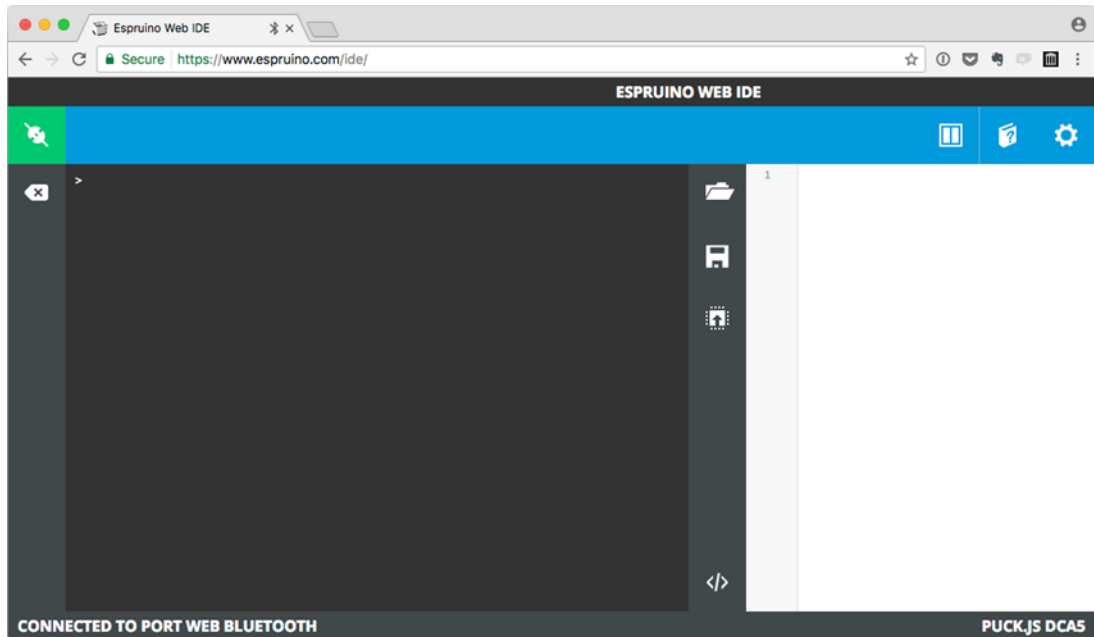 Espruino Web IDE
Secure https://www.espruino.com/ide/
ESPRUINO WEB IDE
>
1
</>
CONNECTED TO PORT WEB BLUETOOTH
PUCK.JS DCA5